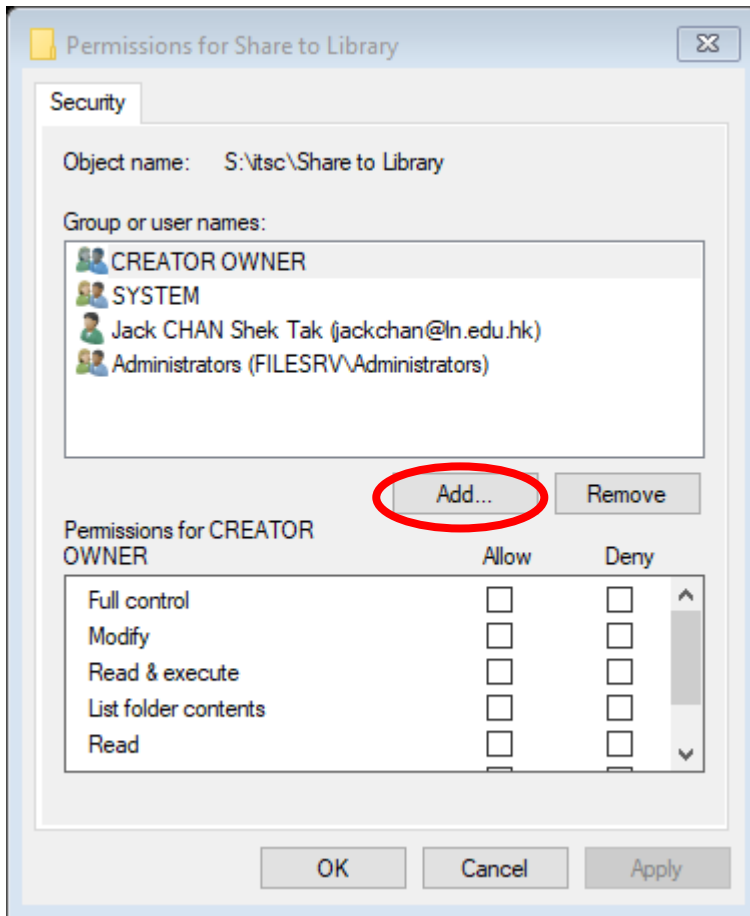 Permissions for Share to Library
Security
Object name: S:\itsc\Share to Library
Group or user names:
CREATOR OWNER
SYSTEM
Jack CHAN Shek Tak (jackchan@ln.edu.hk)
Administrators (FILESRV\Administrators)
Add... Remove
Permissions for CREATOR
OWNER Allow Deny
Full control
Modify
Read & execute
List folder contents
Read
OK Cancel Apply